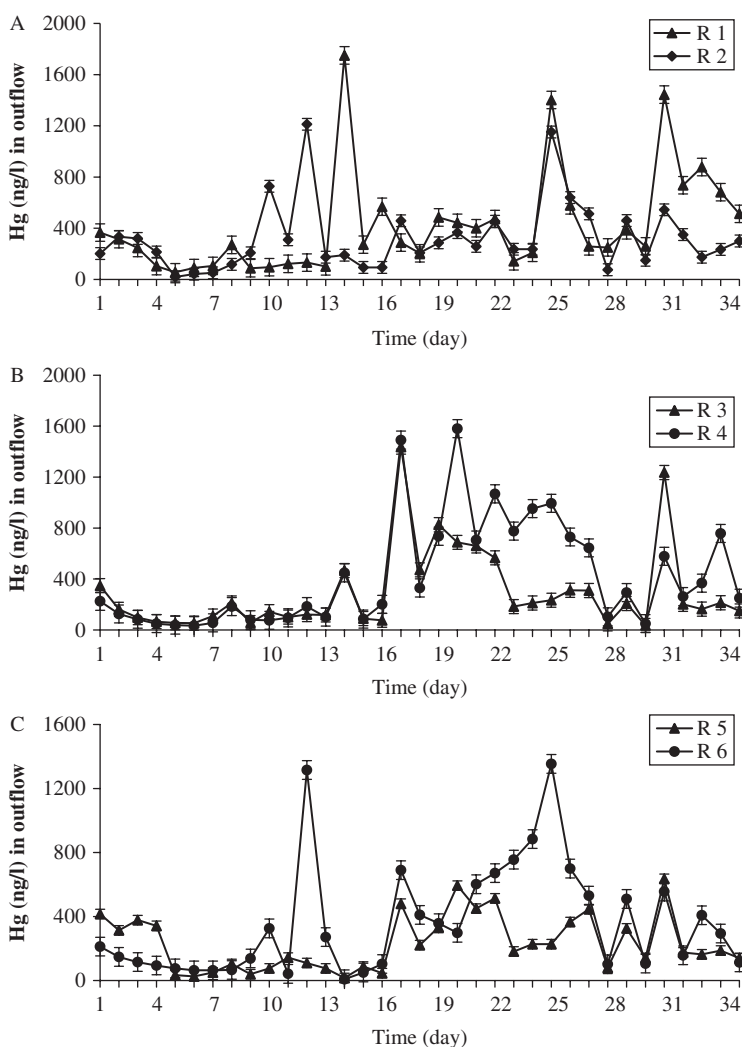 A
2000
1600
1200
800
400
0
Hg (ng/l) in outflow
R 1
R 2
1 4 7 10 13 16 19 22 25 28 31 34
Time (day)
B
2000
1600
1200
800
400
0
Hg (ng/l) in outflow
R 3
R 4
1 4 7 10 13 16 19 22 25 28 31 34
Time (day)
C
1600
1200
800
400
0
Hg (ng/l) in outflow
R 5
R 6
1 4 7 10 13 16 19 22 25 28 31 34
Time (day)